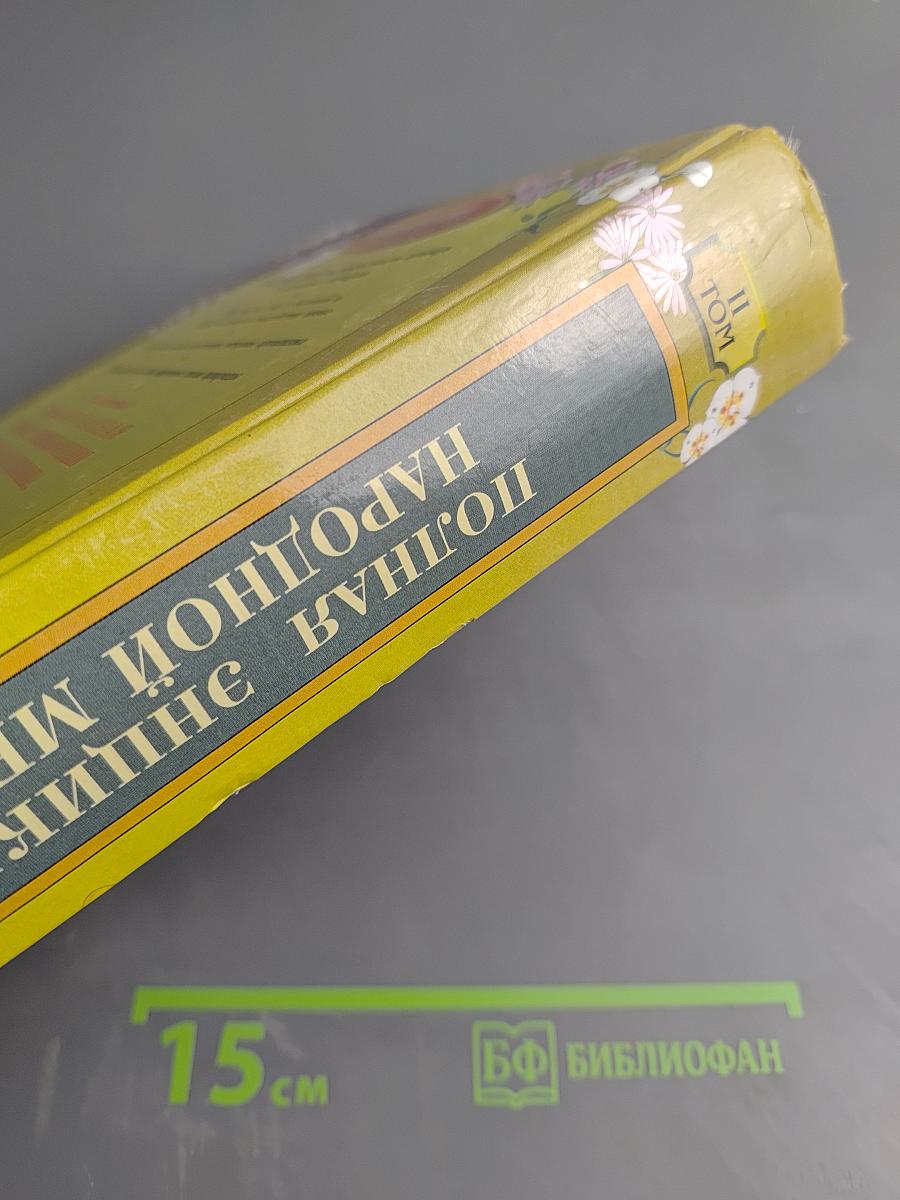 II
ТОМ
ПОЛНАЯ ЭНЦИК
НАРОДНОЙ МЕ
15 см
БФ БИБЛИОФАН